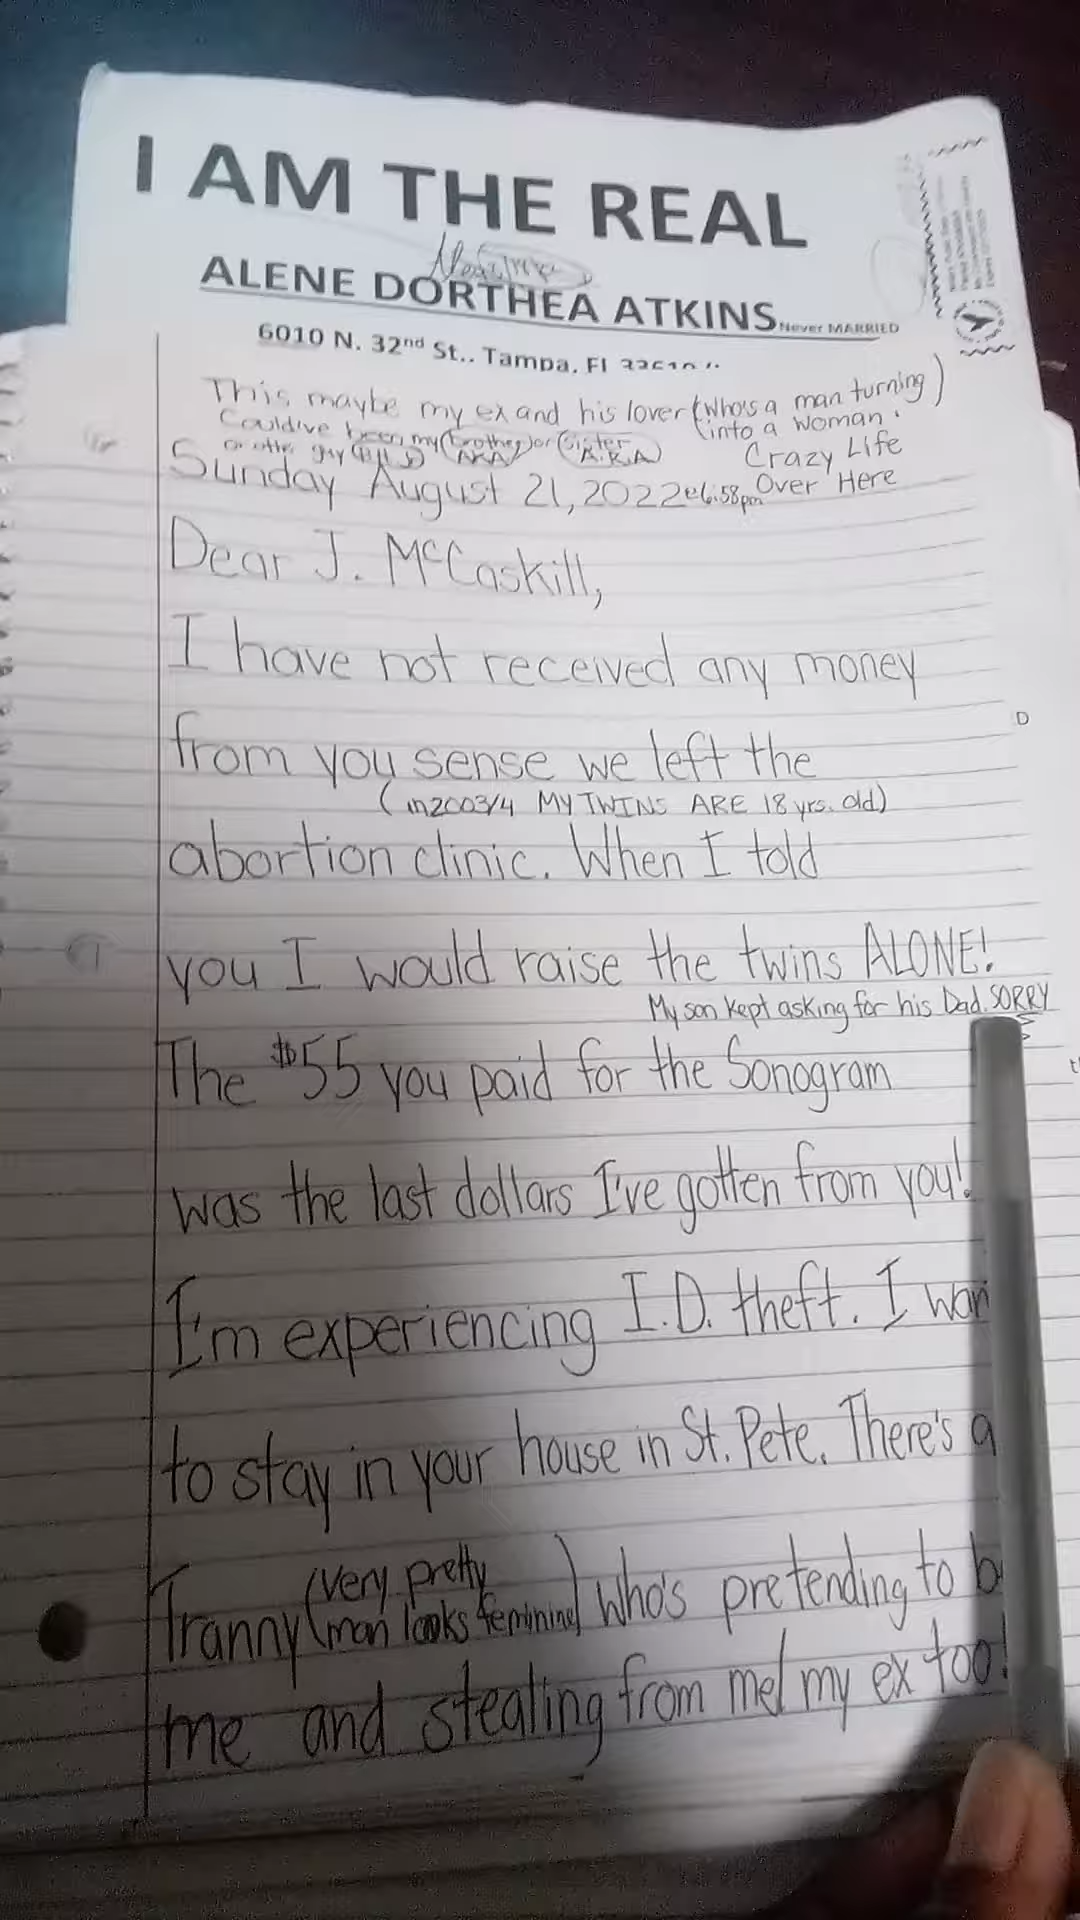 I AM THE REAL
ALENE DORTHEA ATKINS Never MARRIED
6010 N. 32nd St.. Tampa, Fl
This maybe my ex and his lover (who's a man turning)
Couldive been my (brother) or (sister (into a woman.
or other guy AKA) A.K.A) Crazy Life
Sunday August 21, 2022 @6:58pm Over Here
Dear J. McCaskill,
I have not received any money
from you sense we left the
(in 2003/4 MY TWINS ARE 18 yrs. old)
abortion clinic. When I told
you I would raise the twins ALONE!
My son kept asking for his Dad. SORRY
The $55 you paid for the Sonogram
was the last dollars I've gotten from you!
I'm experiencing I.D. theft. I wan
to stay in your house in St. Pete. There's a
Tranny (very pretty man looks feminine) who's pretending to b
me and stealing from me! my ex too!